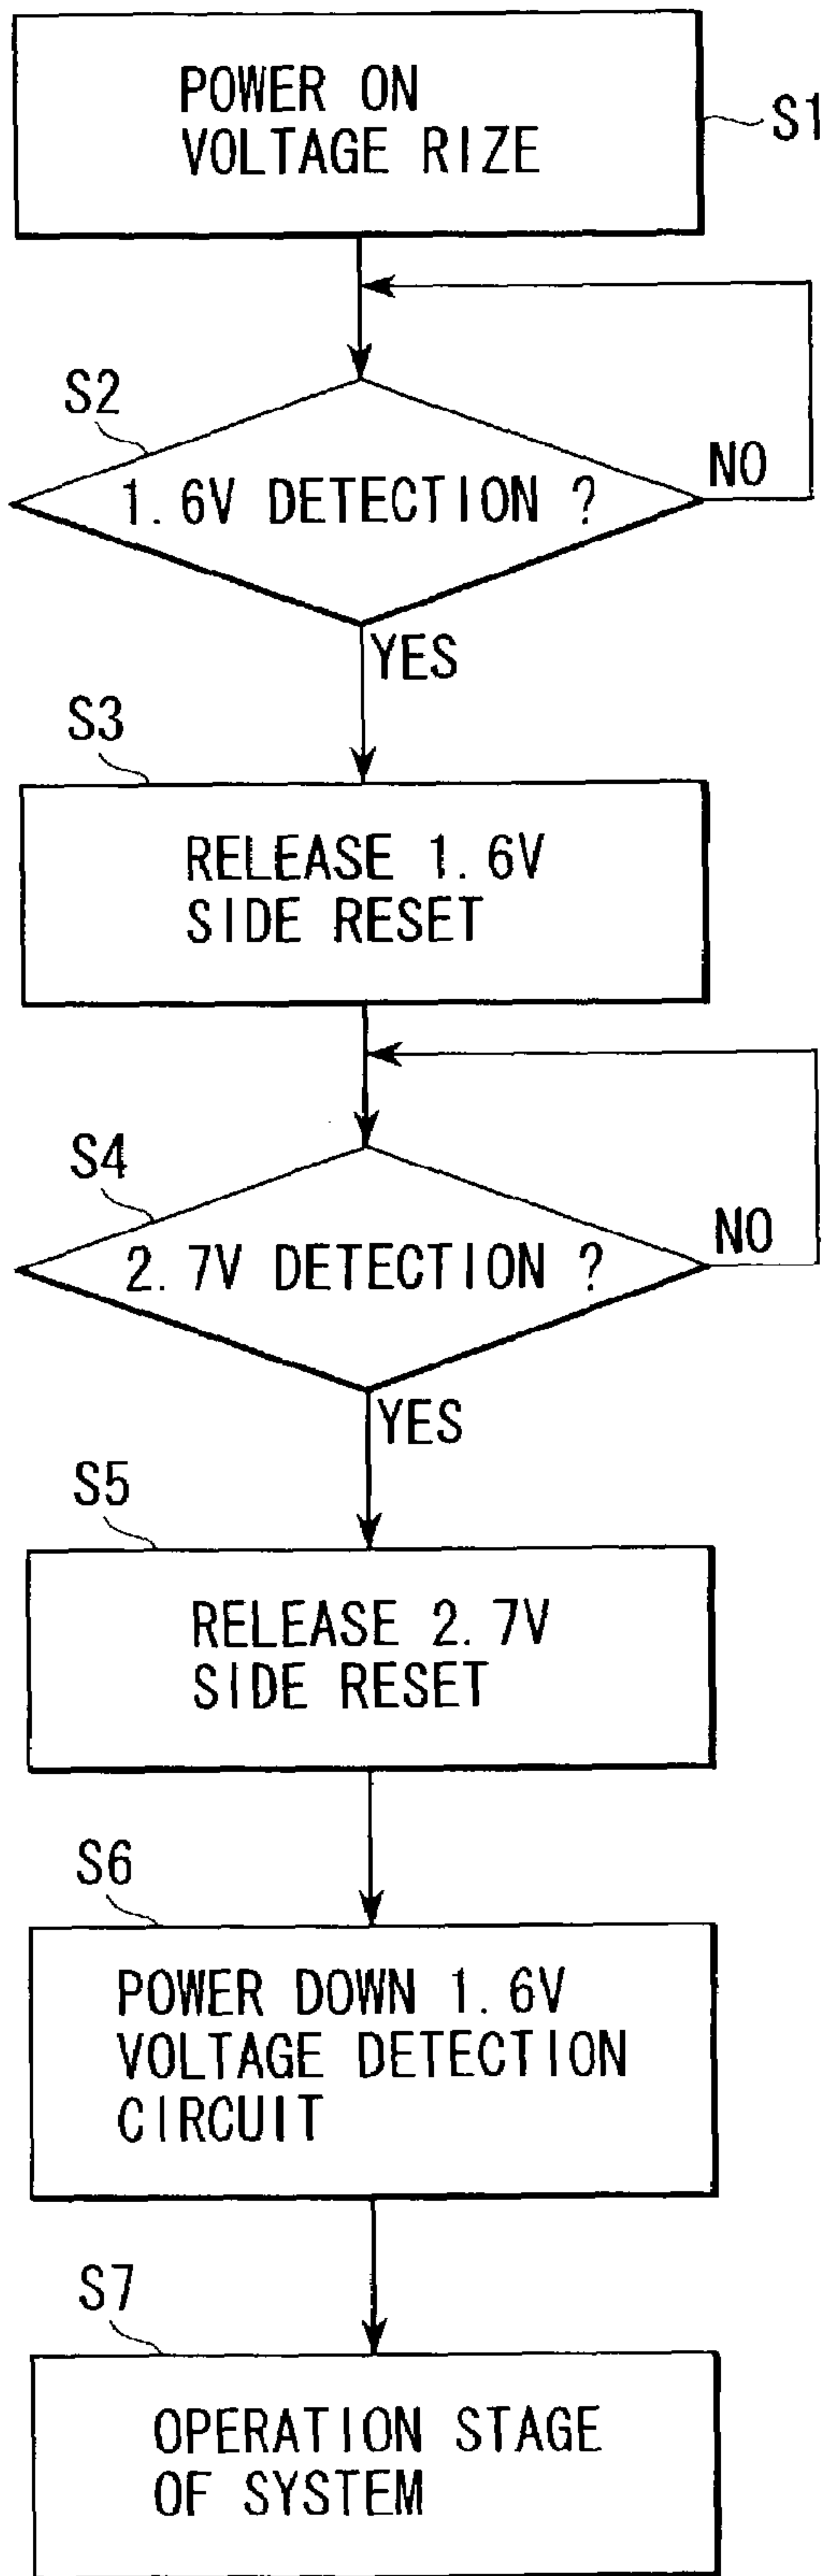 POWER ON
VOLTAGE RIZE
S1
S2
1.6V DETECTION ?
NO
YES
S3
RELEASE 1.6V
SIDE RESET
S4
2.7V DETECTION ?
NO
YES
S5
RELEASE 2.7V
SIDE RESET
S6
POWER DOWN 1.6V
VOLTAGE DETECTION
CIRCUIT
S7
OPERATION STAGE
OF SYSTEM